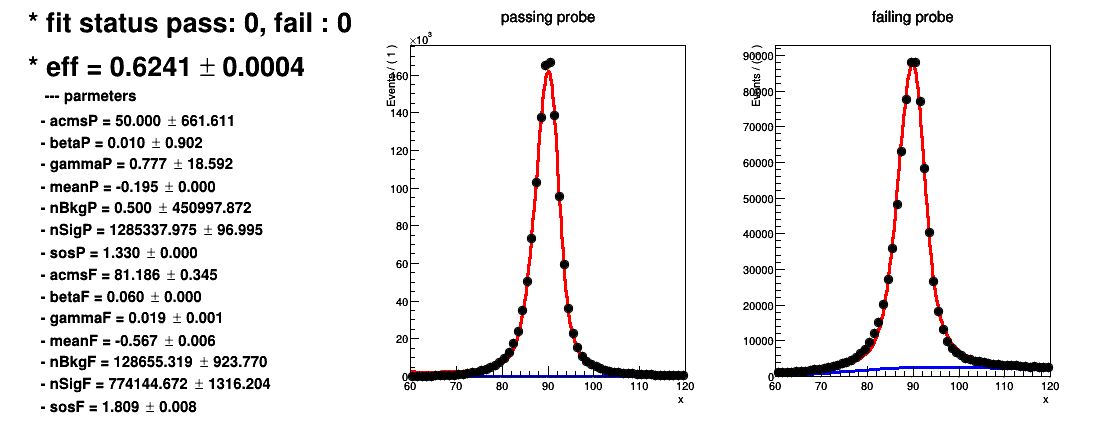 * fit status pass: 0, fail : 0
* eff = 0.6241 ± 0.0004
--- parmeters
- acmsP = 50.000 ± 661.611
- betaP = 0.010 ± 0.902
- gammaP = 0.777 ± 18.592
- meanP = -0.195 ± 0.000
- nBkgP = 0.500 ± 450997.872
- nSigP = 1285337.975 ± 96.995
- sosP = 1.330 ± 0.000
- acmsF = 81.186 ± 0.345
- betaF = 0.060 ± 0.000
- gammaF = 0.019 ± 0.001
- meanF = -0.567 ± 0.006
- nBkgF = 128655.319 ± 923.770
- nSigF = 774144.672 ± 1316.204
- sosF = 1.809 ± 0.008
passing probe
×10³
Events / ( 1 )
160
140
120
100
80
60
40
20
0
60 70 80 90 100 110 120
x
failing probe
Events / ( 1 )
90000
80000
70000
60000
50000
40000
30000
20000
10000
0
60 70 80 90 100 110 120
x